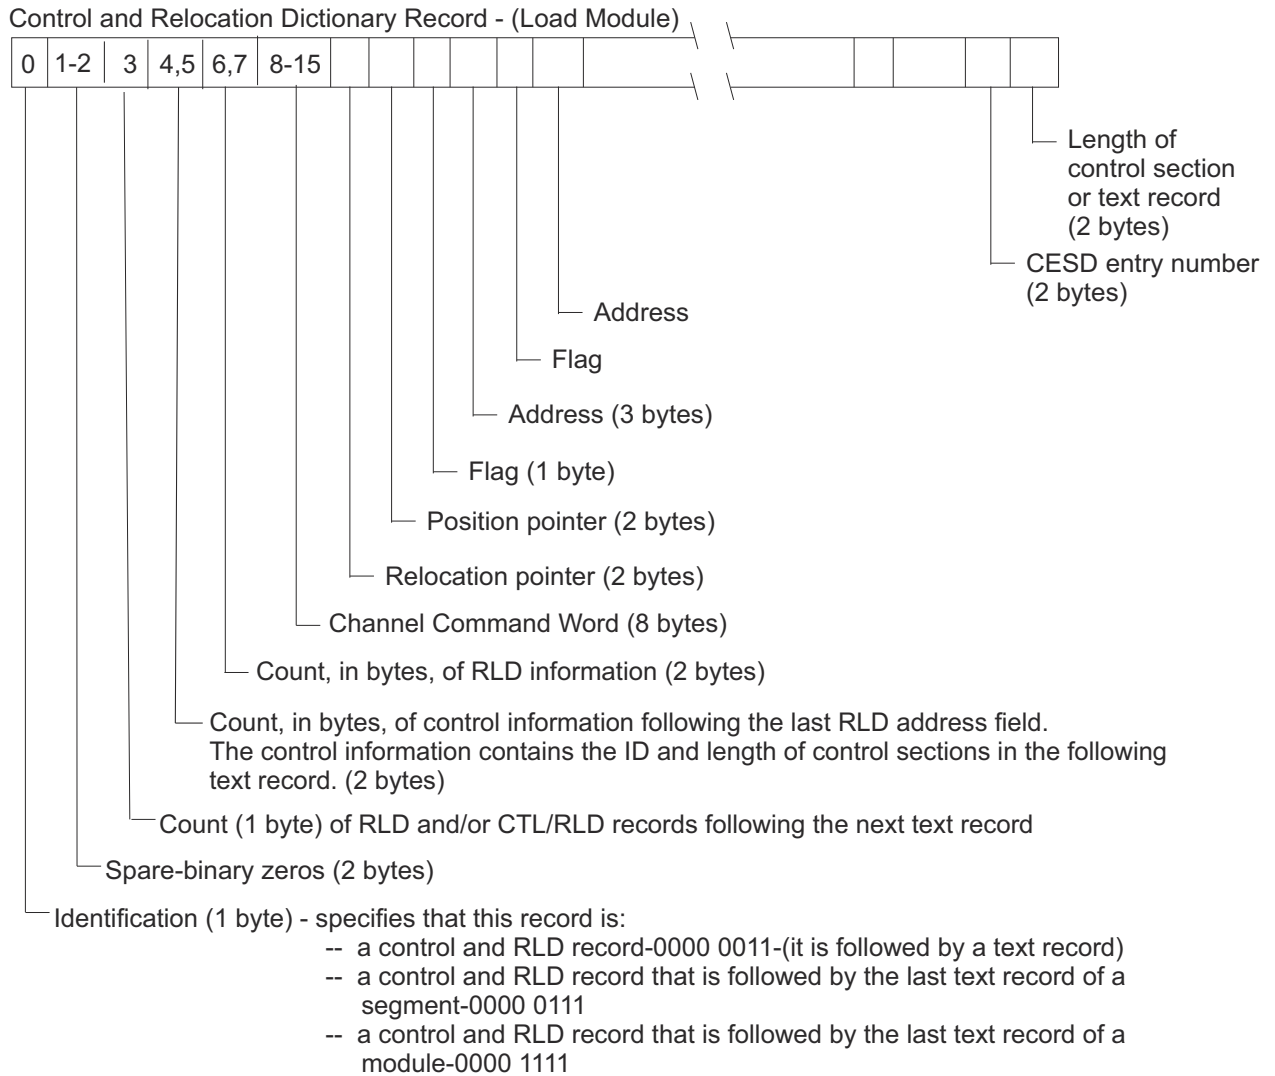 Control and Relocation Dictionary Record - (Load Module)
0 1-2 3 4,5 6,7 8-15
Length of
control section
or text record
(2 bytes)
CESD entry number
(2 bytes)
Address
Flag
Address (3 bytes)
Flag (1 byte)
Position pointer (2 bytes)
Relocation pointer (2 bytes)
Channel Command Word (8 bytes)
Count, in bytes, of RLD information (2 bytes)
Count, in bytes, of control information following the last RLD address field.
The control information contains the ID and length of control sections in the following
text record. (2 bytes)
Count (1 byte) of RLD and/or CTL/RLD records following the next text record
Spare-binary zeros (2 bytes)
Identification (1 byte) - specifies that this record is:
-- a control and RLD record-0000 0011-(it is followed by a text record)
-- a control and RLD record that is followed by the last text record of a
segment-0000 0111
-- a control and RLD record that is followed by the last text record of a
module-0000 1111